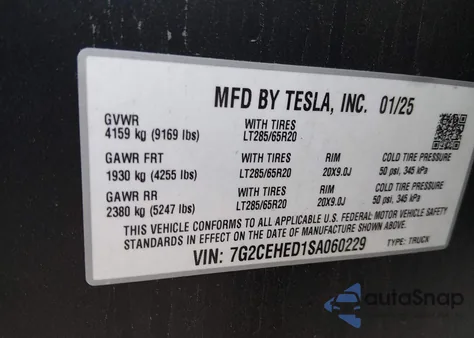 MFD BY TESLA, INC. 01/25
GVWR WITH TIRES
4159 kg (9169 lbs) LT285/65R20
GAWR FRT WITH TIRES RIM COLD TIRE PRESSURE
1930 kg (4255 lbs) LT285/65R20 20X9.0J 50 psi, 345 kPa
GAWR RR WITH TIRES RIM COLD TIRE PRESSURE
2380 kg (5247 lbs) LT285/65R20 20X9.0J 50 psi, 345 kPa
THIS VEHICLE CONFORMS TO ALL APPLICABLE U.S. FEDERAL MOTOR VEHICLE SAFETY
STANDARDS IN EFFECT ON THE DATE OF MANUFACTURE SHOWN ABOVE.
VIN: 7G2CEHED1SA060229 TYPE: TRUCK
autoSnap